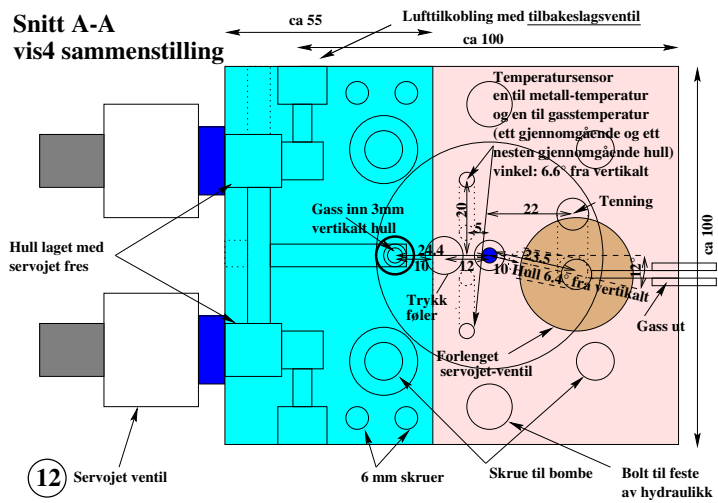 Snitt A-A
vis4 sammenstilling
ca 55
Lufttilkobling med tilbakeslagsventil
ca 100
Temperatursensor
en til metall-temperatur
og en til gasstemperatur
(ett gjennomgående og ett
nesten gjennomgående hull)
vinkel: 6.6° fra vertikalt
ca 100
Gass inn 3mm
vertikalt hull
20
5
22
Tenning
Hull laget med
servojet fres
24.4
10
12
10
23.5
Hull 6,4° fra vertikalt
12°
Trykk
føler
Gass ut
Forlenget
servojet-ventil
12
Servojet ventil
6 mm skruer
Skrue til bombe
Bolt til feste
av hydraulikk